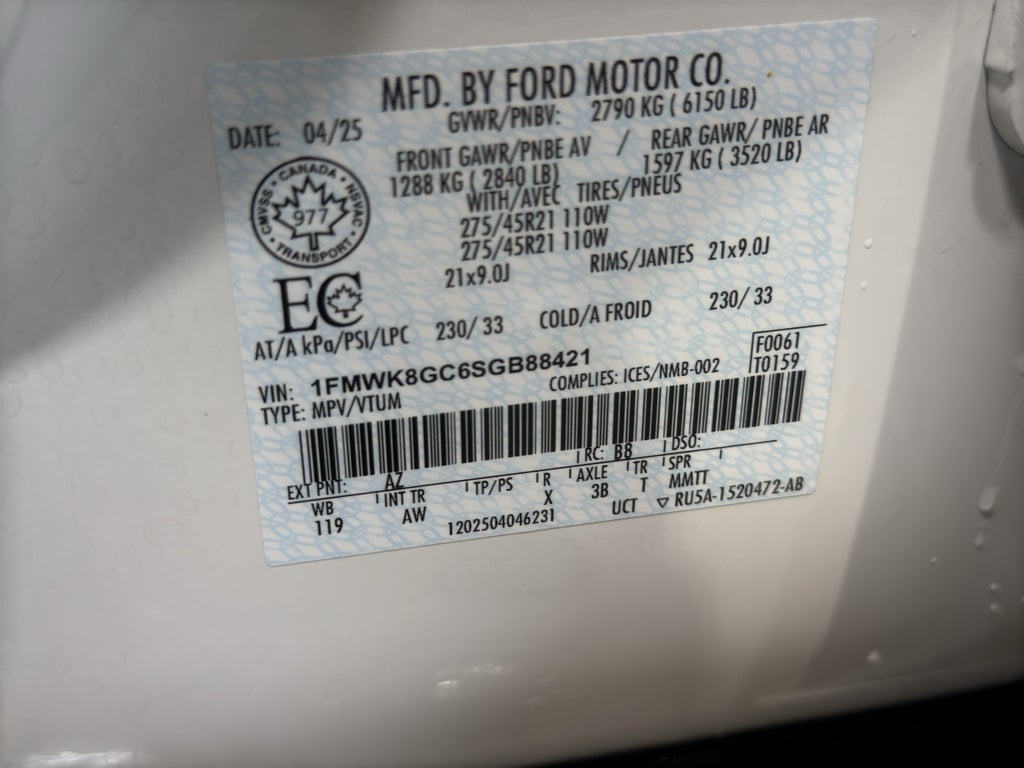 MFD. BY FORD MOTOR CO.
DATE: 04/25 GVWR/PNBV: 2790 KG ( 6150 LB)
FRONT GAWR/PNBE AV / REAR GAWR/ PNBE AR
1288 KG ( 2840 LB) 1597 KG ( 3520 LB)
WITH/AVEC TIRES/PNEUS
275/45R21 110W
275/45R21 110W
21x9.0J RIMS/JANTES 21x9.0J
CMVSS • CANADA • NSVAC • TRANSPORT •
977
EC
AT/A kPa/PSI/LPC 230/ 33 COLD/A FROID 230/ 33
VIN: 1FMWK8GC6SGB88421 F0061
TYPE: MPV/VTUM COMPLIES: ICES/NMB-002 T0159
EXT PNT: AZ RC: B8 DSO:
WB INT TR TP/PS R AXLE TR SPR
119 AW X 3B T MMTT
1202504046231 UCT ▽ RU5A-1520472-AB